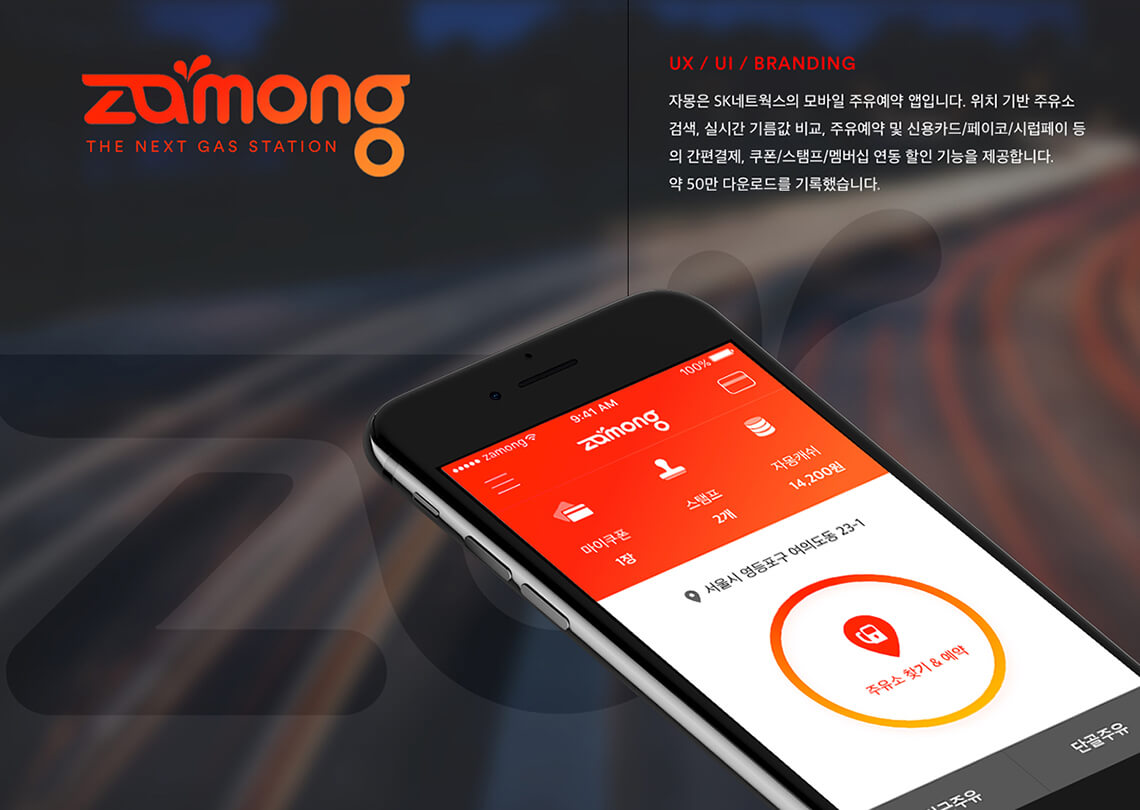 zamong
THE NEXT GAS STATION
UX / UI / BRANDING
자몽은 SK네트웍스의 모바일 주유예약 앱입니다. 위치 기반 주유소
검색, 실시간 기름값 비교, 주유예약 및 신용카드/페이코/시럽페이 등
의 간편결제, 쿠폰/스탬프/멤버십 연동 할인 기능을 제공합니다.
약 50만 다운로드를 기록했습니다.
zamong 9:41 AM 100%
zamong
마이쿠폰 스탬프 자몽캐쉬
1장 2개 14,200원
서울시 영등포구 여의도동 23-1
주유소 찾기 & 예약
단골주유